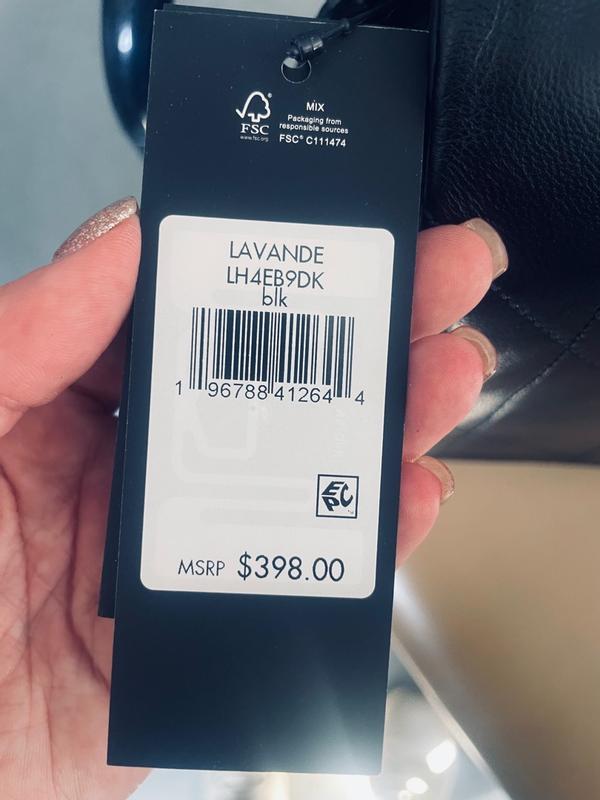 FSC®
www.fsc.org
MIX
Packaging from
responsible sources
FSC® C111474
LAVANDE
LH4EB9DK
blk
1 96788 41264 4
EPC
MSRP $398.00